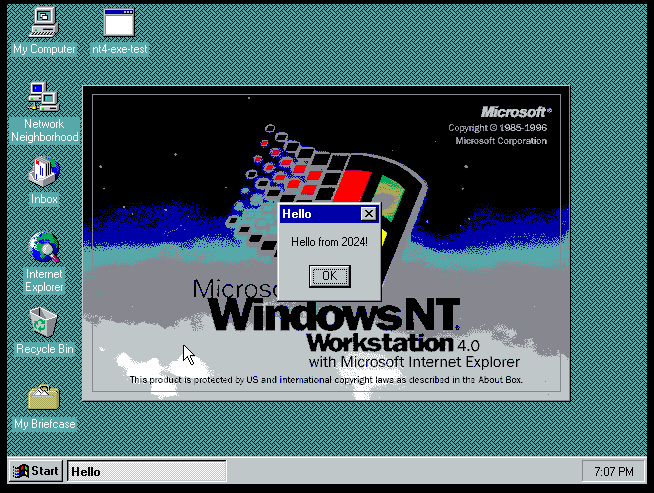 My Computer
nt4-exe-test
Network
Neighborhood
Inbox
Internet
Explorer
Recycle Bin
My Briefcase
Microsoft®
Copyright © 1985-1996
Microsoft Corporation
Hello
Hello from 2024!
OK
Microso
Windows NT
Workstation 4.0
with Microsoft Internet Explorer
This product is protected by US and international copyright laws as described in the About Box.
Start
Hello
7:07 PM